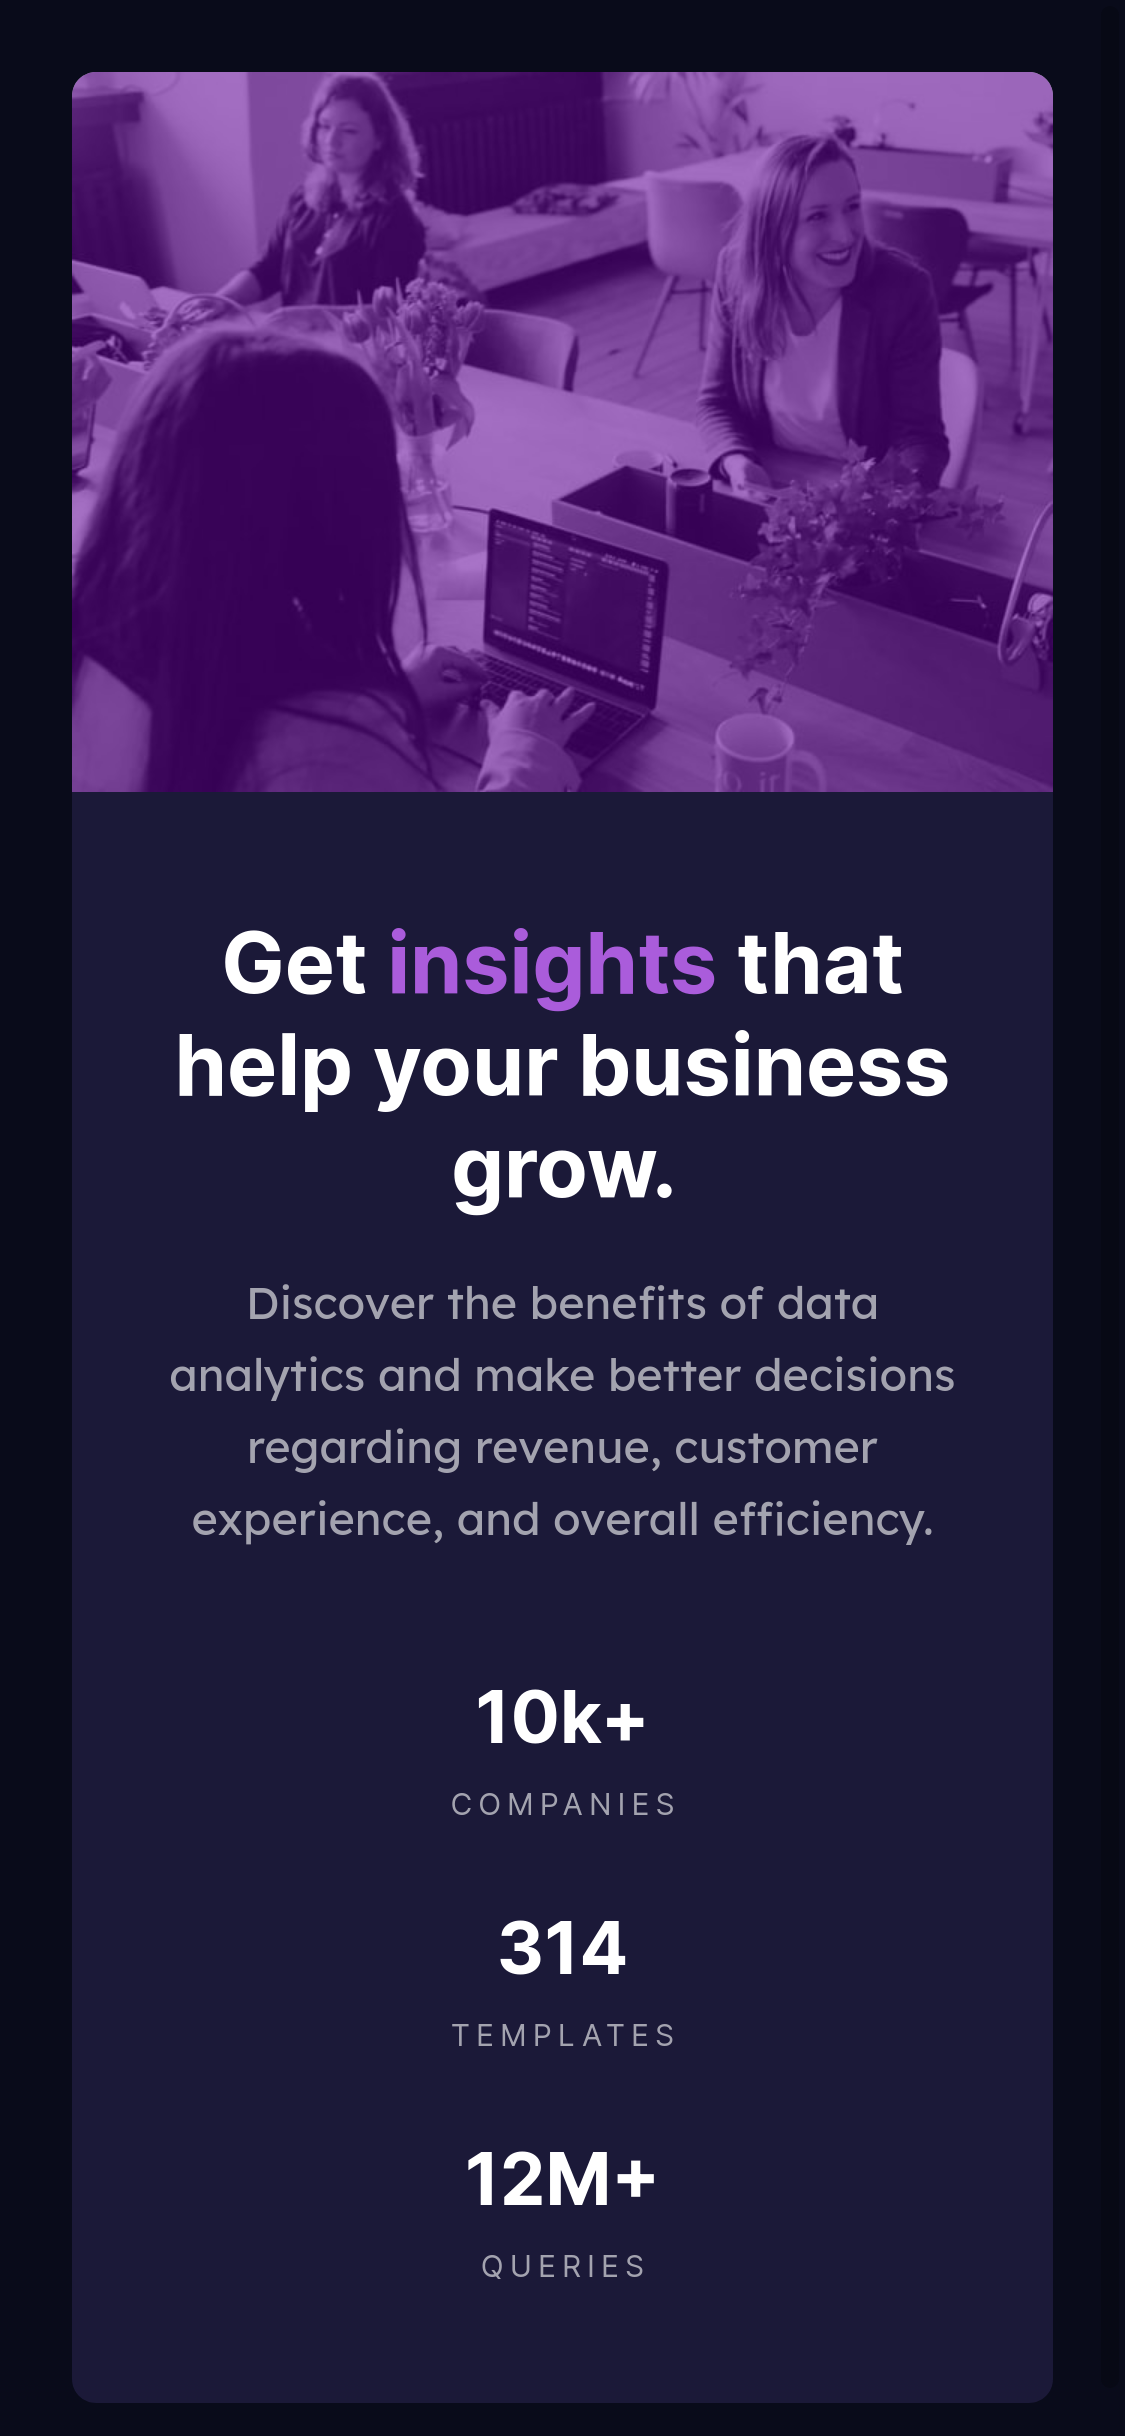 Get insights that
help your business
grow.
Discover the benefits of data
analytics and make better decisions
regarding revenue, customer
experience, and overall efficiency.
10k+
COMPANIES
314
TEMPLATES
12M+
QUERIES